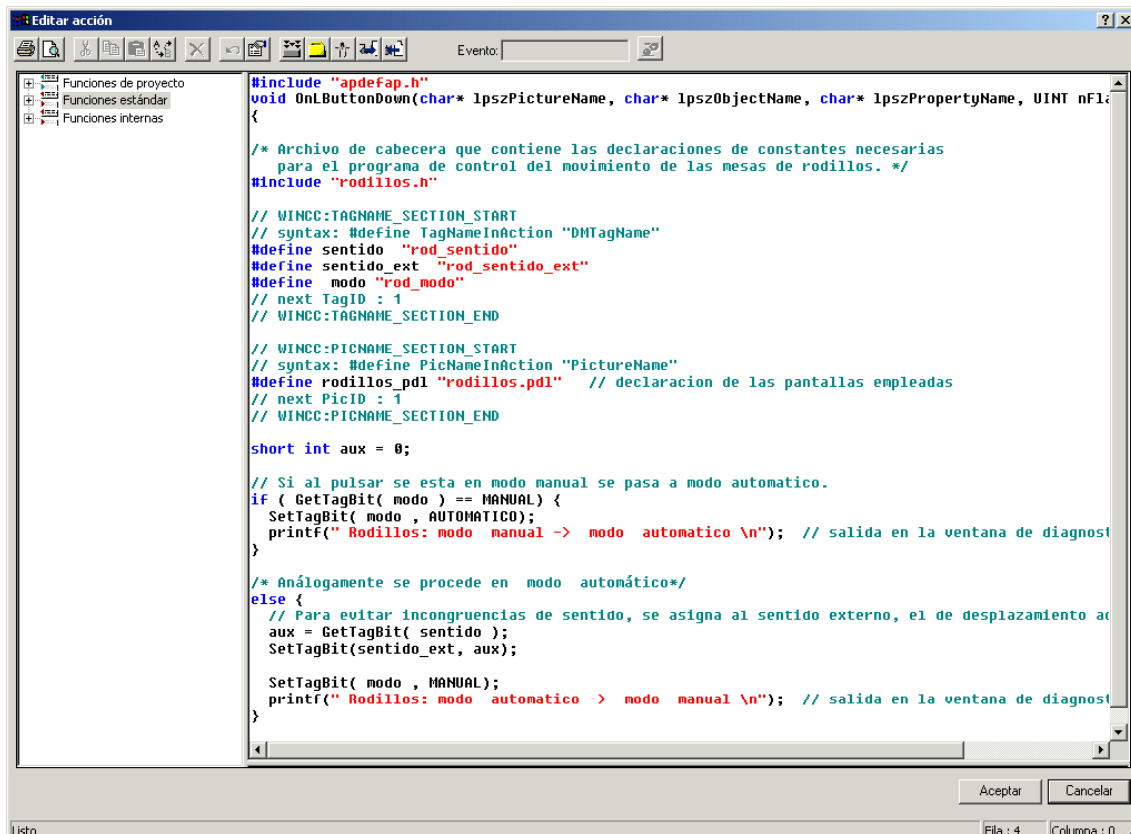 Editar acción
Evento:
Funciones de proyecto
Funciones estándar
Funciones internas
#include "apdefap.h"
void OnLButtonDown(char* lpszPictureName, char* lpszObjectName, char* lpszPropertyName, UINT nFla
{
/* Archivo de cabecera que contiene las declaraciones de constantes necesarias
para el programa de control del movimiento de las mesas de rodillos. */
#include "rodillos.h"
// WINCC:TAGNAME_SECTION_START
// syntax: #define TagNameInAction "DMTagName"
#define sentido  "rod_sentido"
#define sentido_ext  "rod_sentido_ext"
#define  modo "rod_modo"
// next TagID : 1
// WINCC:TAGNAME_SECTION_END
// WINCC:PICNAME_SECTION_START
// syntax: #define PicNameInAction "PictureName"
#define rodillos_pdl "rodillos.pdl"   // declaracion de las pantallas empleadas
// next PicID : 1
// WINCC:PICNAME_SECTION_END
short int aux = 0;
// Si al pulsar se esta en modo manual se pasa a modo automatico.
if ( GetTagBit( modo ) == MANUAL) {
SetTagBit( modo , AUTOMATICO);
printf(" Rodillos: modo  manual ->  modo  automatico \n");  // salida en la ventana de diagnost
}
/* Análogamente se procede en  modo  automático*/
else {
// Para evitar incongruencias de sentido, se asigna al sentido externo, el de desplazamiento ac
aux = GetTagBit( sentido );
SetTagBit(sentido_ext, aux);
SetTagBit( modo , MANUAL);
printf(" Rodillos: modo  automatico ->  modo  manual \n");  // salida en la ventana de diagnost
}
Aceptar
Cancelar
Listo
Fila : 4
Columna : 0